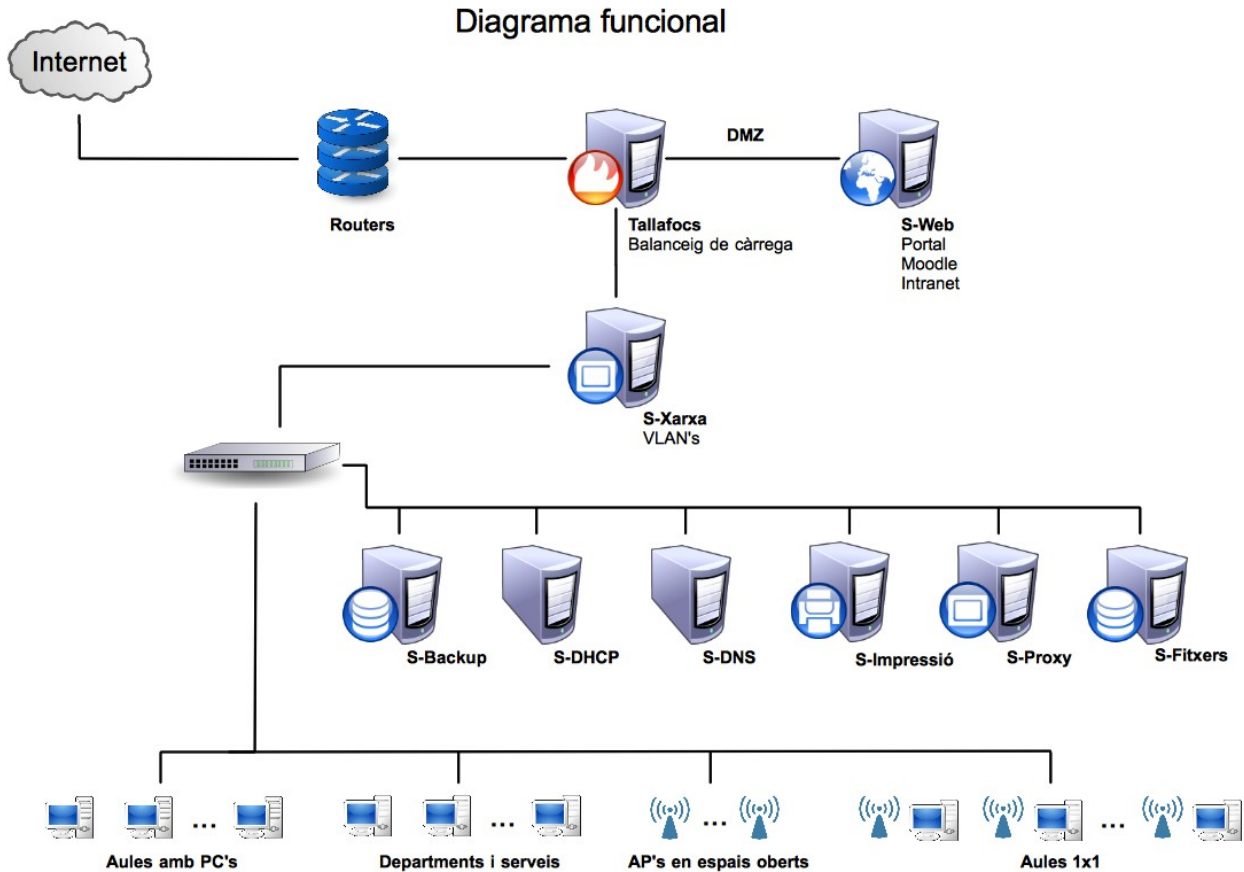 Diagrama funcional
Internet
DMZ
Routers
Tallafocs
Balanceig de càrrega
S-Web
Portal
Moodle
Intranet
S-Xarxa
VLAN's
S-Backup
S-DHCP
S-DNS
S-Impressió
S-Proxy
S-Fitxers
...
...
...
...
Aules amb PC's
Departments i serveis
AP's en espais oberts
Aules 1x1